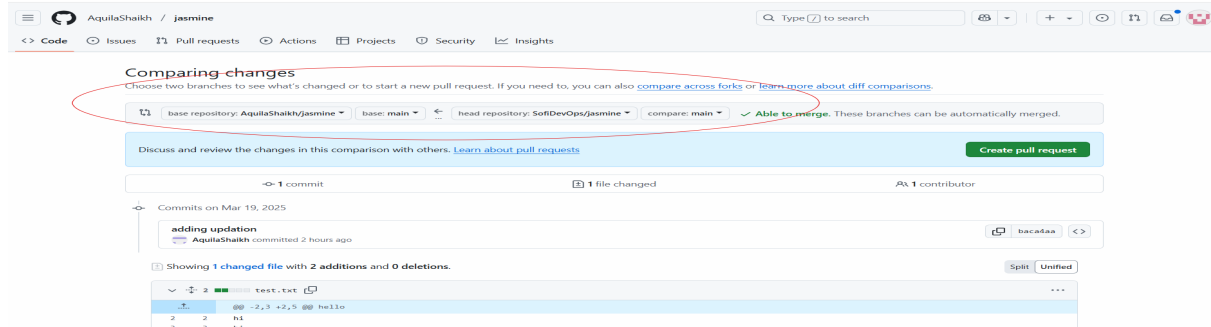 AquilaShaikh / jasmine Type / to search
<> Code Issues Pull requests Actions Projects Security Insights
Comparing changes
Choose two branches to see what's changed or to start a new pull request. If you need to, you can also compare across forks or learn more about diff comparisons.
base repository: AquilaShaikh/jasmine base: main ← ... head repository: SofiDevOps/jasmine compare: main ✓ Able to merge. These branches can be automatically merged.
Discuss and review the changes in this comparison with others. Learn about pull requests Create pull request
1 commit 1 file changed 1 contributor
Commits on Mar 19, 2025
adding updation
AquilaShaikh committed 2 hours ago baca4aa <>
Showing 1 changed file with 2 additions and 0 deletions. Split Unified
2 test.txt ...
@@ -2,3 +2,5 @@ hello
2 2 hi